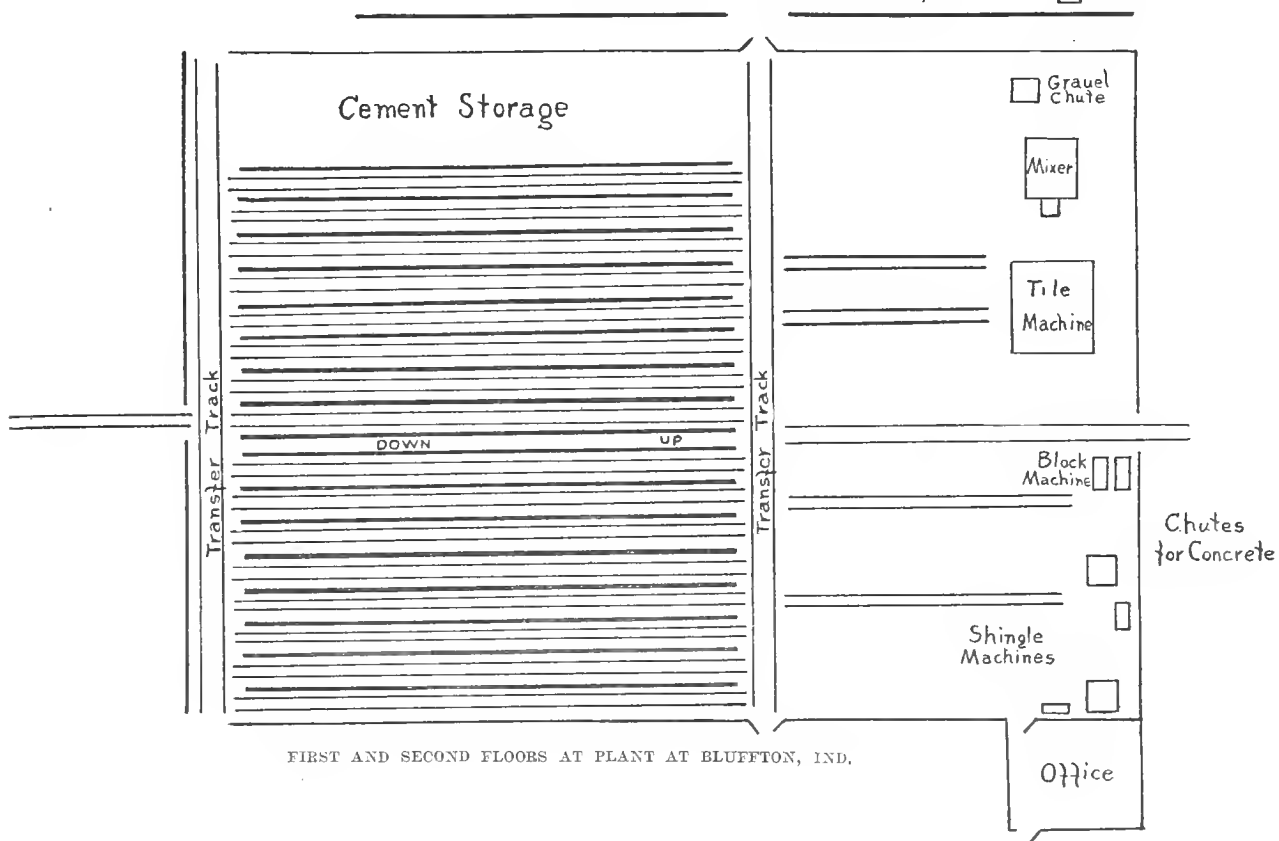 Cement Storage
Gravel
Chute
Mixer
Tile
Machine
Transfer Track
Transfer Track
DOWN
UP
Block
Machine
Chutes
for Concrete
Shingle
Machines
FIRST AND SECOND FLOORS AT PLANT AT BLUFFTON, IND.
Office